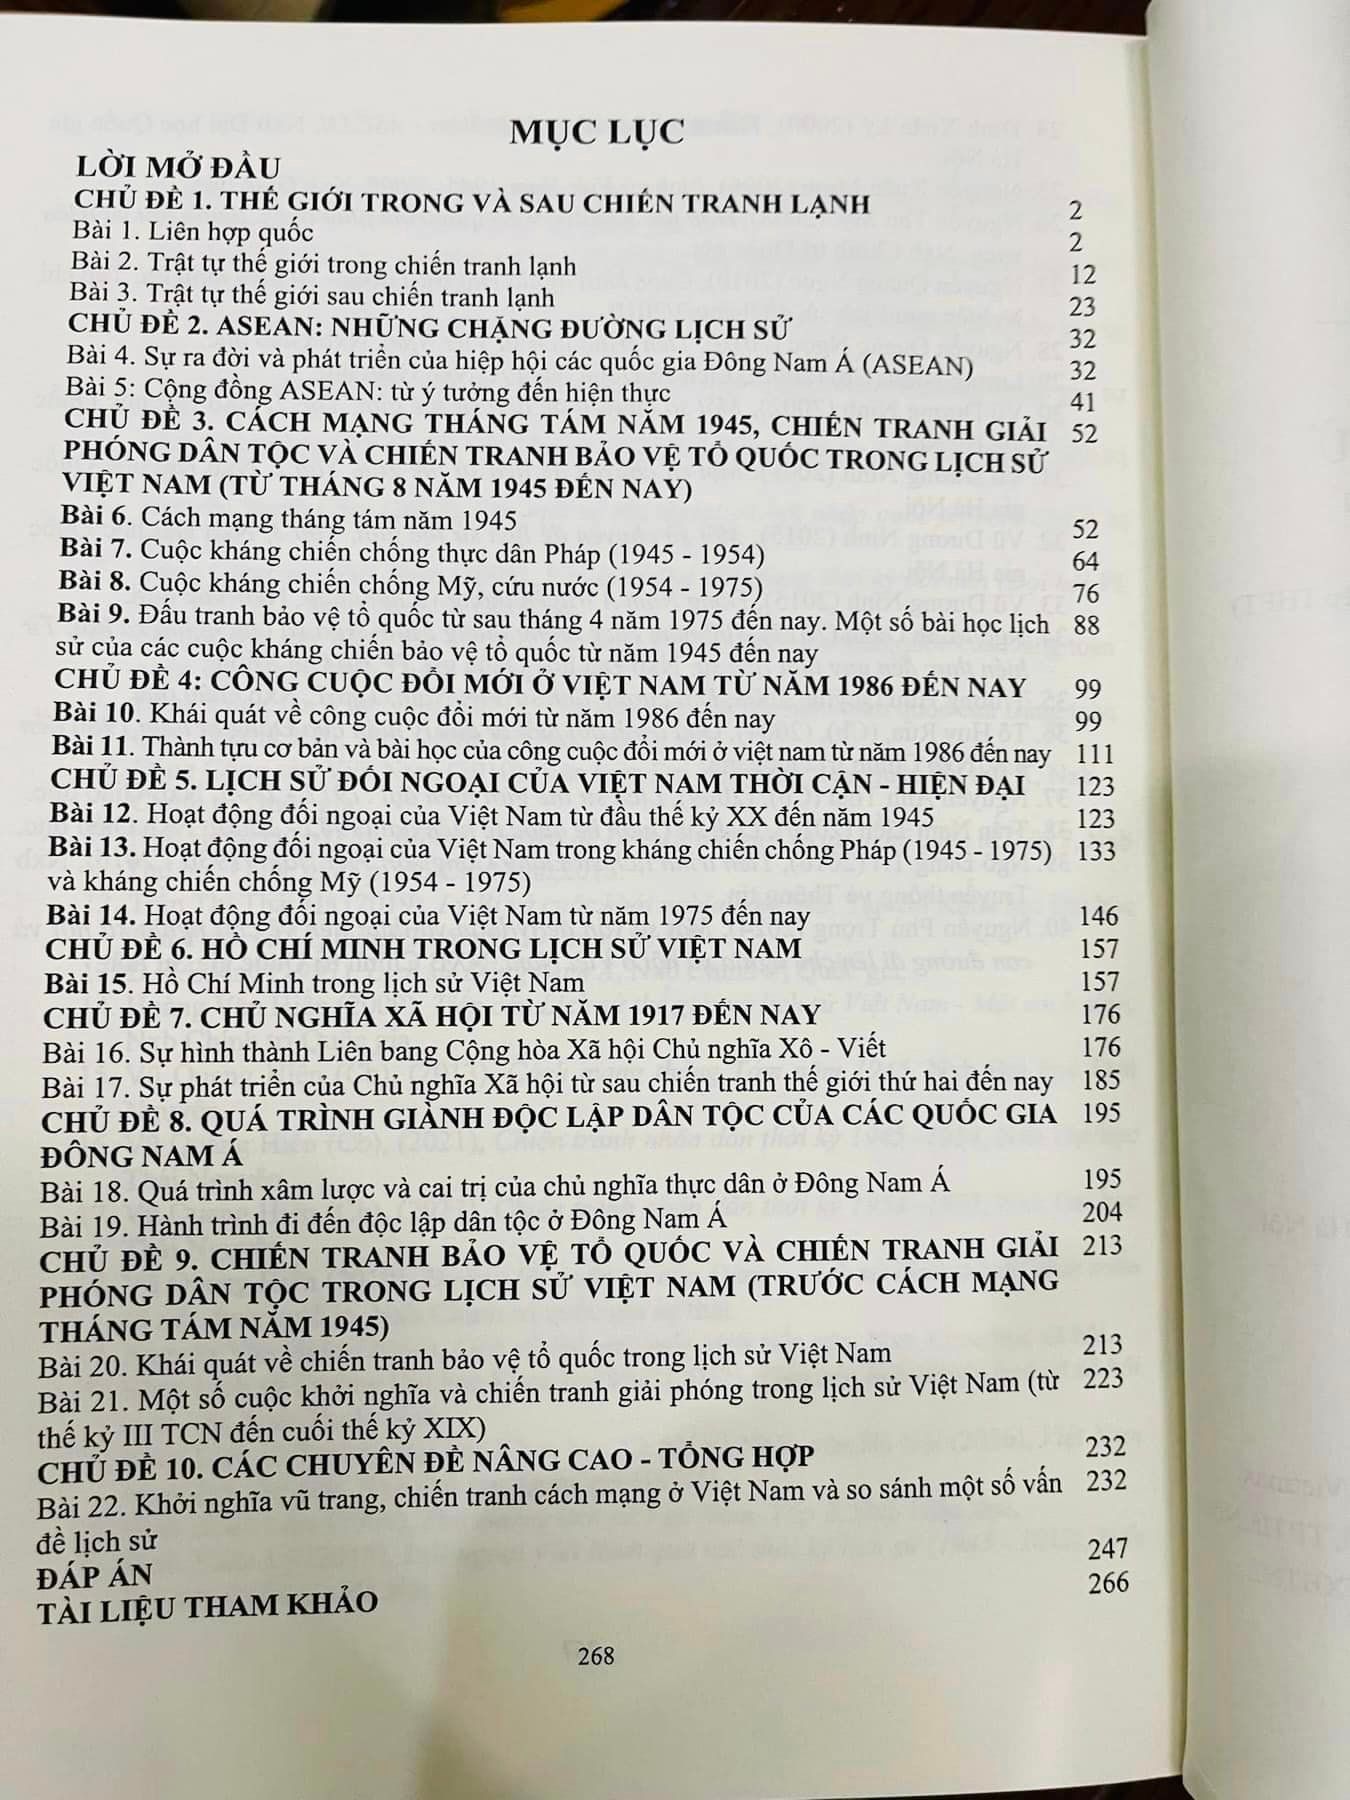 MỤC LỤC
LỜI MỞ ĐẦU
CHỦ ĐỀ 1. THẾ GIỚI TRONG VÀ SAU CHIẾN TRANH LẠNH 2
Bài 1. Liên hợp quốc 2
Bài 2. Trật tự thế giới trong chiến tranh lạnh 12
Bài 3. Trật tự thế giới sau chiến tranh lạnh 23
CHỦ ĐỀ 2. ASEAN: NHỮNG CHẶNG ĐƯỜNG LỊCH SỬ 32
Bài 4. Sự ra đời và phát triển của hiệp hội các quốc gia Đông Nam Á (ASEAN) 32
Bài 5: Cộng đồng ASEAN: từ ý tưởng đến hiện thực 41
CHỦ ĐỀ 3. CÁCH MẠNG THÁNG TÁM NĂM 1945, CHIẾN TRANH GIẢI 52
PHÓNG DÂN TỘC VÀ CHIẾN TRANH BẢO VỆ TỔ QUỐC TRONG LỊCH SỬ
VIỆT NAM (TỪ THÁNG 8 NĂM 1945 ĐẾN NAY)
Bài 6. Cách mạng tháng tám năm 1945 52
Bài 7. Cuộc kháng chiến chống thực dân Pháp (1945 - 1954) 64
Bài 8. Cuộc kháng chiến chống Mỹ, cứu nước (1954 - 1975) 76
Bài 9. Đấu tranh bảo vệ tổ quốc từ sau tháng 4 năm 1975 đến nay. Một số bài học lịch 88
sử của các cuộc kháng chiến bảo vệ tổ quốc từ năm 1945 đến nay
CHỦ ĐỀ 4: CÔNG CUỘC ĐỔI MỚI Ở VIỆT NAM TỪ NĂM 1986 ĐẾN NAY 99
Bài 10. Khái quát về công cuộc đổi mới từ năm 1986 đến nay 99
Bài 11. Thành tựu cơ bản và bài học của công cuộc đổi mới ở việt nam từ năm 1986 đến nay 111
CHỦ ĐỀ 5. LỊCH SỬ ĐỐI NGOẠI CỦA VIỆT NAM THỜI CẬN - HIỆN ĐẠI 123
Bài 12. Hoạt động đối ngoại của Việt Nam từ đầu thế kỷ XX đến năm 1945 123
Bài 13. Hoạt động đối ngoại của Việt Nam trong kháng chiến chống Pháp (1945 - 1975) 133
và kháng chiến chống Mỹ (1954 - 1975)
Bài 14. Hoạt động đối ngoại của Việt Nam từ năm 1975 đến nay 146
CHỦ ĐỀ 6. HỒ CHÍ MINH TRONG LỊCH SỬ VIỆT NAM 157
Bài 15. Hồ Chí Minh trong lịch sử Việt Nam 157
CHỦ ĐỀ 7. CHỦ NGHĨA XÃ HỘI TỪ NĂM 1917 ĐẾN NAY 176
Bài 16. Sự hình thành Liên bang Cộng hòa Xã hội Chủ nghĩa Xô - Viết 176
Bài 17. Sự phát triển của Chủ nghĩa Xã hội từ sau chiến tranh thế giới thứ hai đến nay 185
CHỦ ĐỀ 8. QUÁ TRÌNH GIÀNH ĐỘC LẬP DÂN TỘC CỦA CÁC QUỐC GIA 195
ĐÔNG NAM Á
Bài 18. Quá trình xâm lược và cai trị của chủ nghĩa thực dân ở Đông Nam Á 195
Bài 19. Hành trình đi đến độc lập dân tộc ở Đông Nam Á 204
CHỦ ĐỀ 9. CHIẾN TRANH BẢO VỆ TỔ QUỐC VÀ CHIẾN TRANH GIẢI 213
PHÓNG DÂN TỘC TRONG LỊCH SỬ VIỆT NAM (TRƯỚC CÁCH MẠNG
THÁNG TÁM NĂM 1945)
Bài 20. Khái quát về chiến tranh bảo vệ tổ quốc trong lịch sử Việt Nam 213
Bài 21. Một số cuộc khởi nghĩa và chiến tranh giải phóng trong lịch sử Việt Nam (từ 223
thế kỷ III TCN đến cuối thế kỷ XIX)
CHỦ ĐỀ 10. CÁC CHUYÊN ĐỀ NÂNG CAO - TỔNG HỢP 232
Bài 22. Khởi nghĩa vũ trang, chiến tranh cách mạng ở Việt Nam và so sánh một số vấn 232
đề lịch sử
ĐÁP ÁN 247
TÀI LIỆU THAM KHẢO 266
268